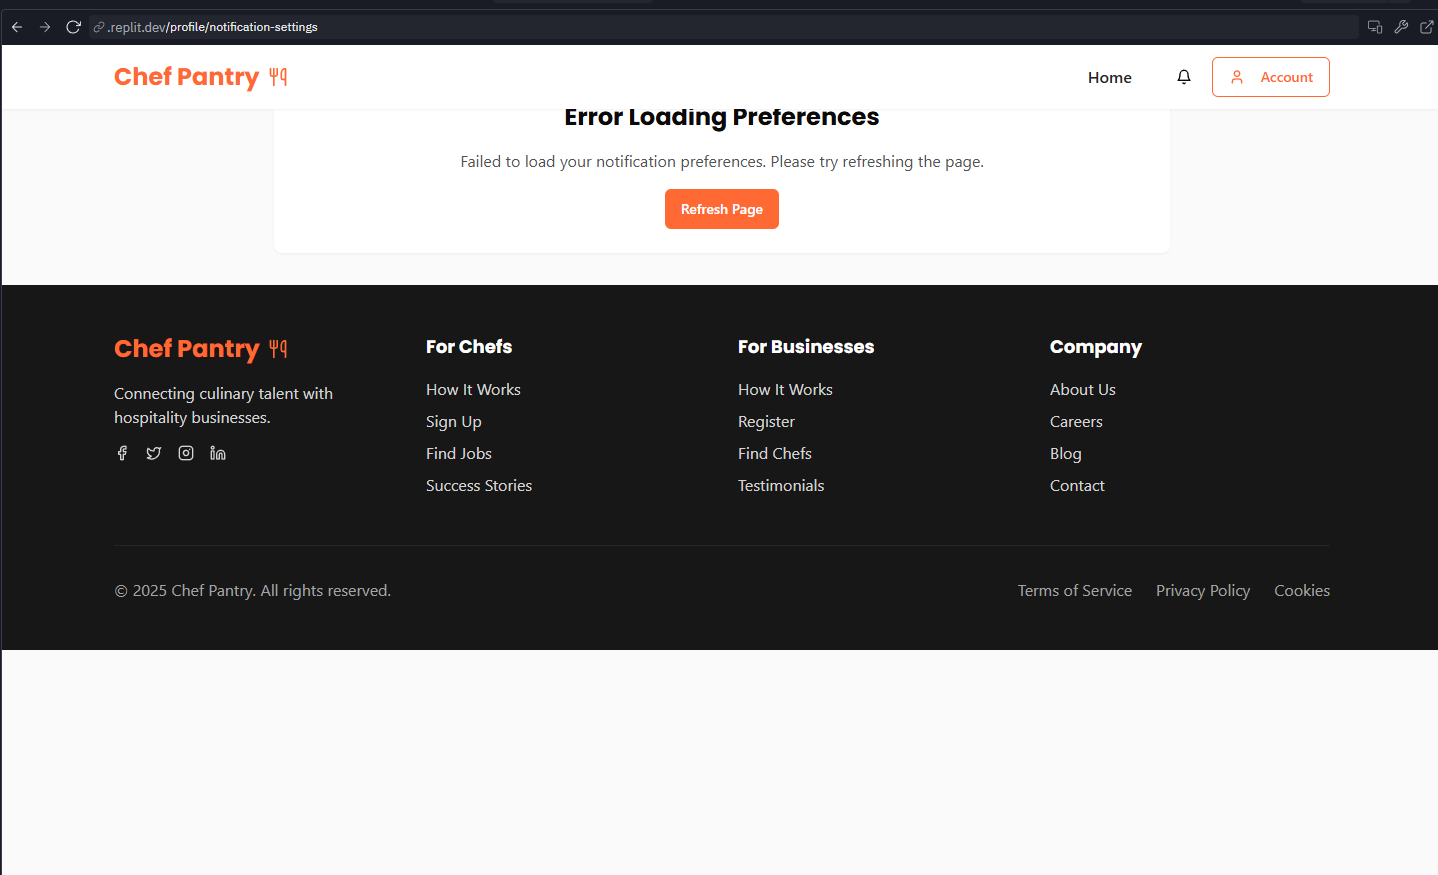 .replit.dev/profile/notification-settings
Chef Pantry
Home
Account
Error Loading Preferences
Failed to load your notification preferences. Please try refreshing the page.
Refresh Page
Chef Pantry
Connecting culinary talent with
hospitality businesses.
For Chefs
How It Works
Sign Up
Find Jobs
Success Stories
For Businesses
How It Works
Register
Find Chefs
Testimonials
Company
About Us
Careers
Blog
Contact
© 2025 Chef Pantry. All rights reserved.
Terms of Service
Privacy Policy
Cookies